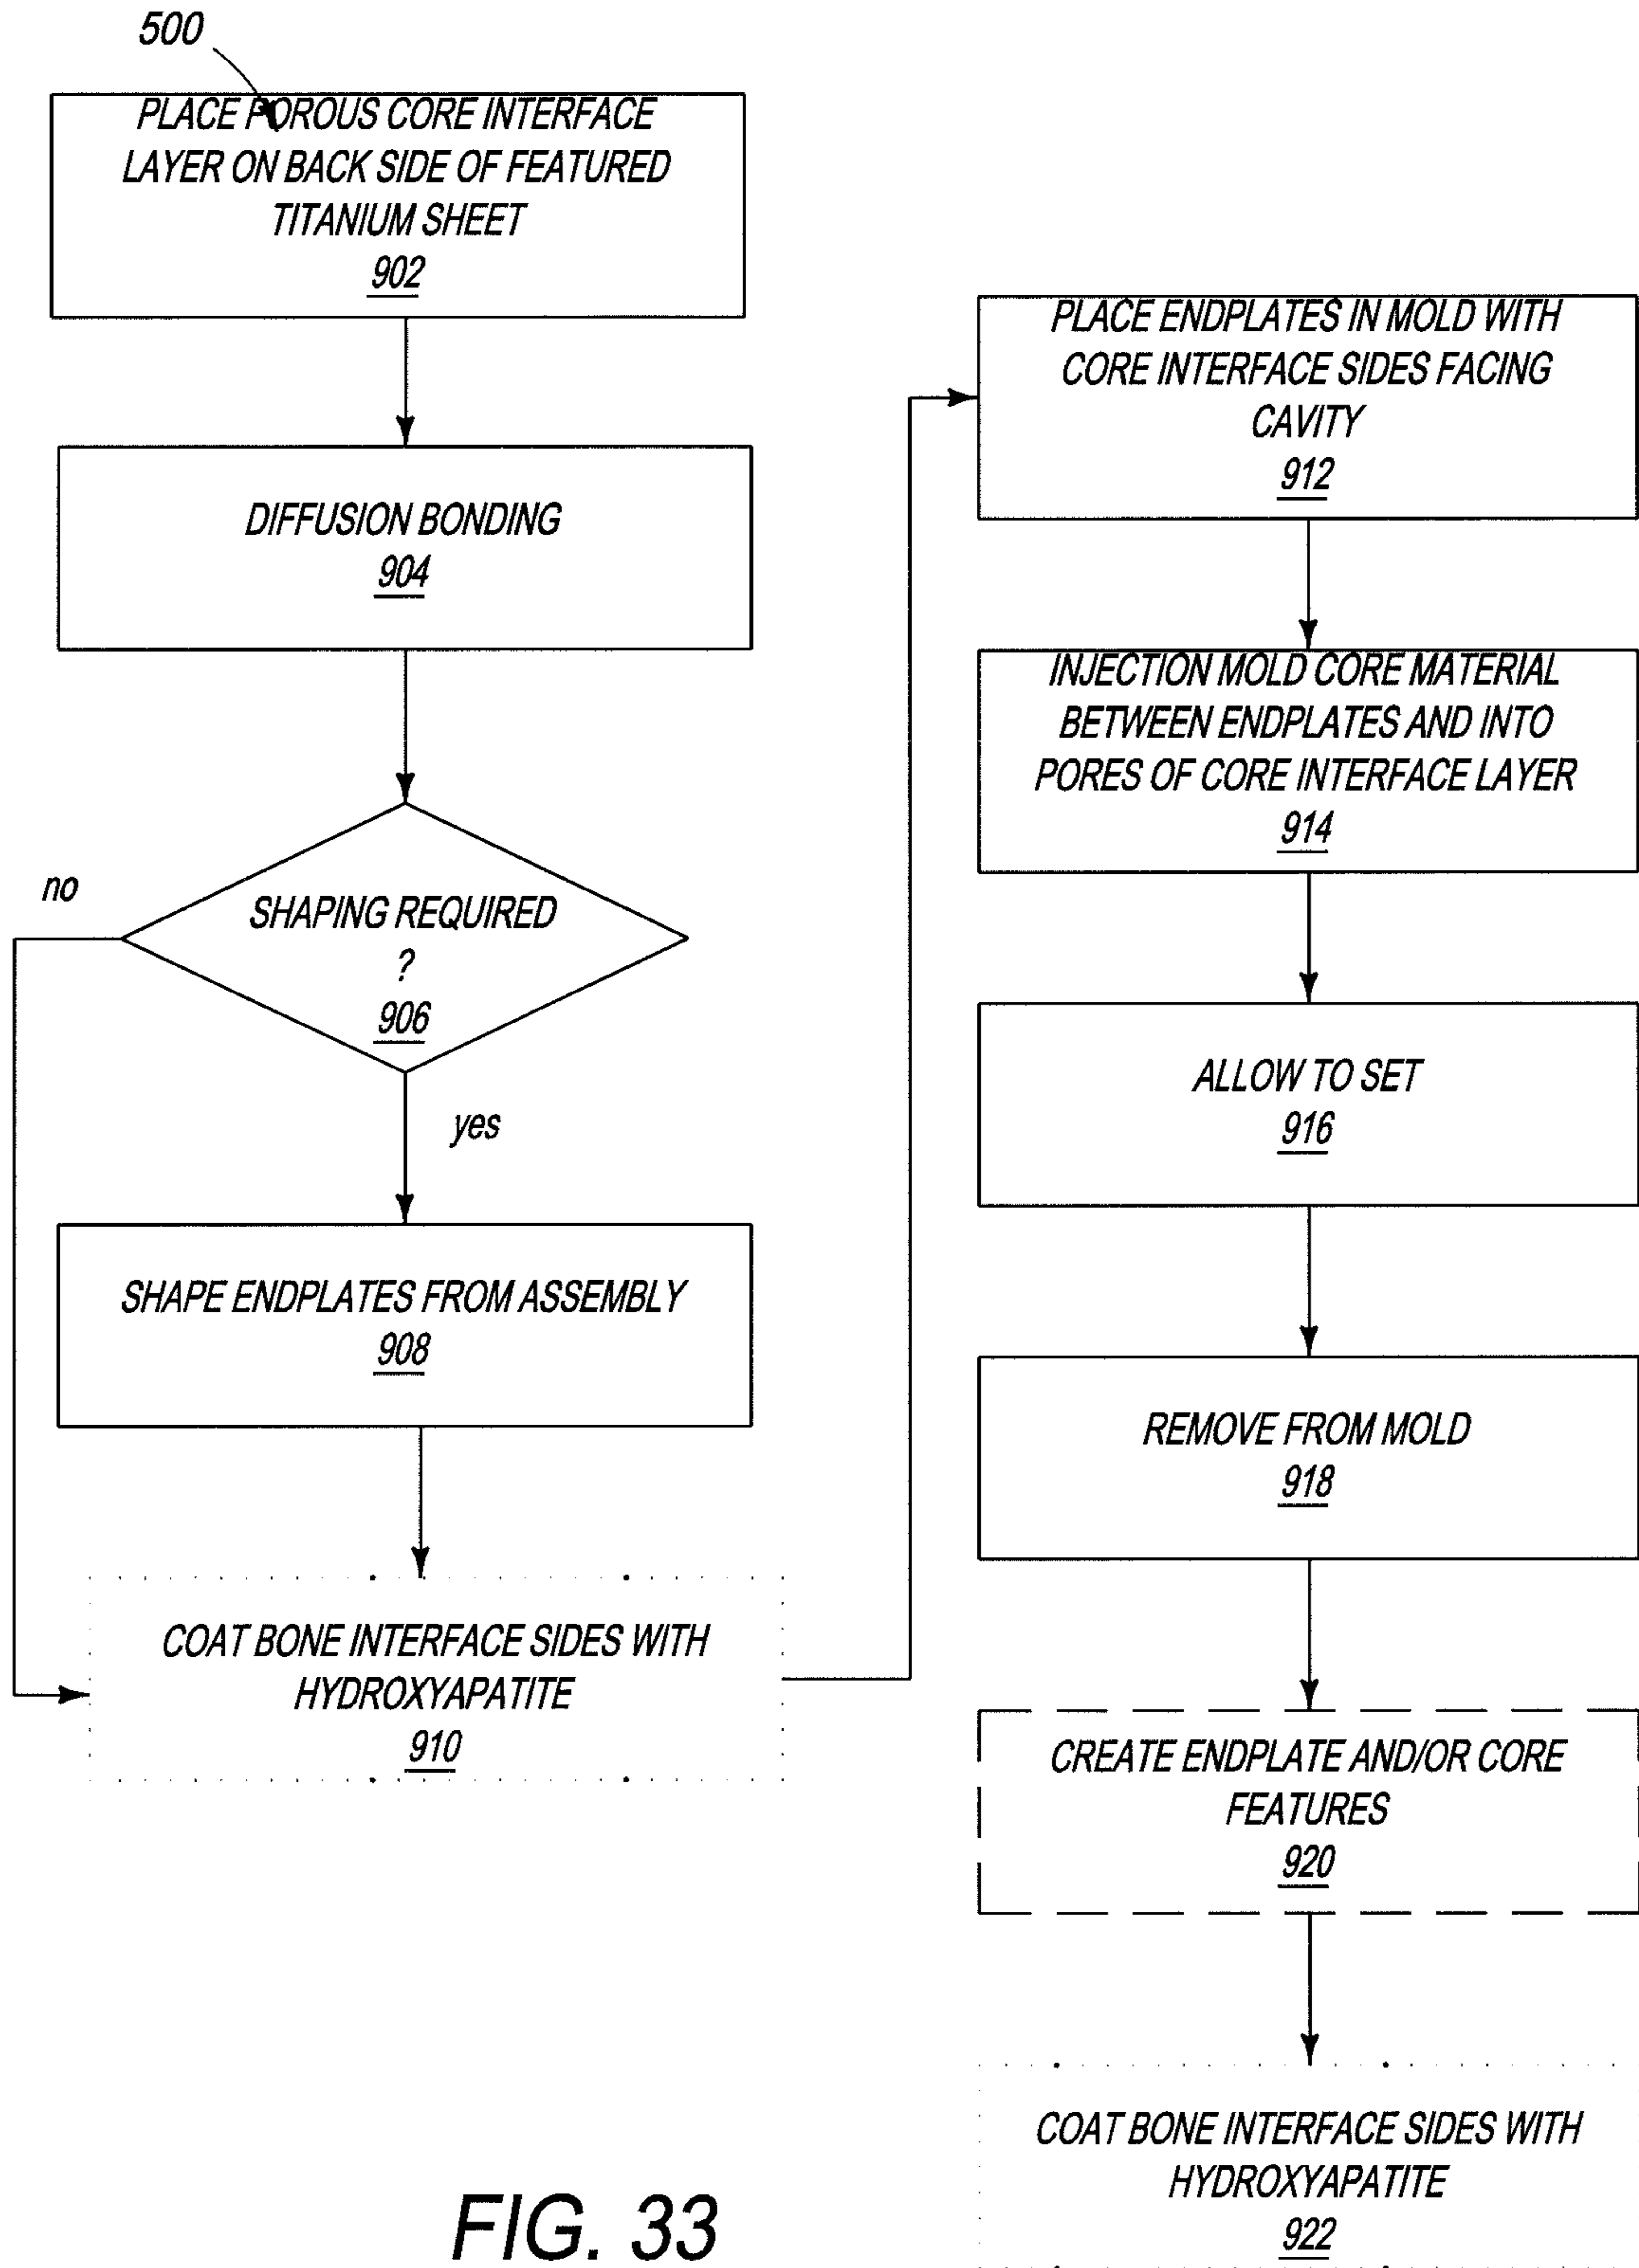 500
PLACE POROUS CORE INTERFACE
LAYER ON BACK SIDE OF FEATURED
TITANIUM SHEET
902
DIFFUSION BONDING
904
no
SHAPING REQUIRED
?
906
yes
SHAPE ENDPLATES FROM ASSEMBLY
908
COAT BONE INTERFACE SIDES WITH
HYDROXYAPATITE
910
PLACE ENDPLATES IN MOLD WITH
CORE INTERFACE SIDES FACING
CAVITY
912
INJECTION MOLD CORE MATERIAL
BETWEEN ENDPLATES AND INTO
PORES OF CORE INTERFACE LAYER
914
ALLOW TO SET
916
REMOVE FROM MOLD
918
CREATE ENDPLATE AND/OR CORE
FEATURES
920
COAT BONE INTERFACE SIDES WITH
HYDROXYAPATITE
922
FIG. 33